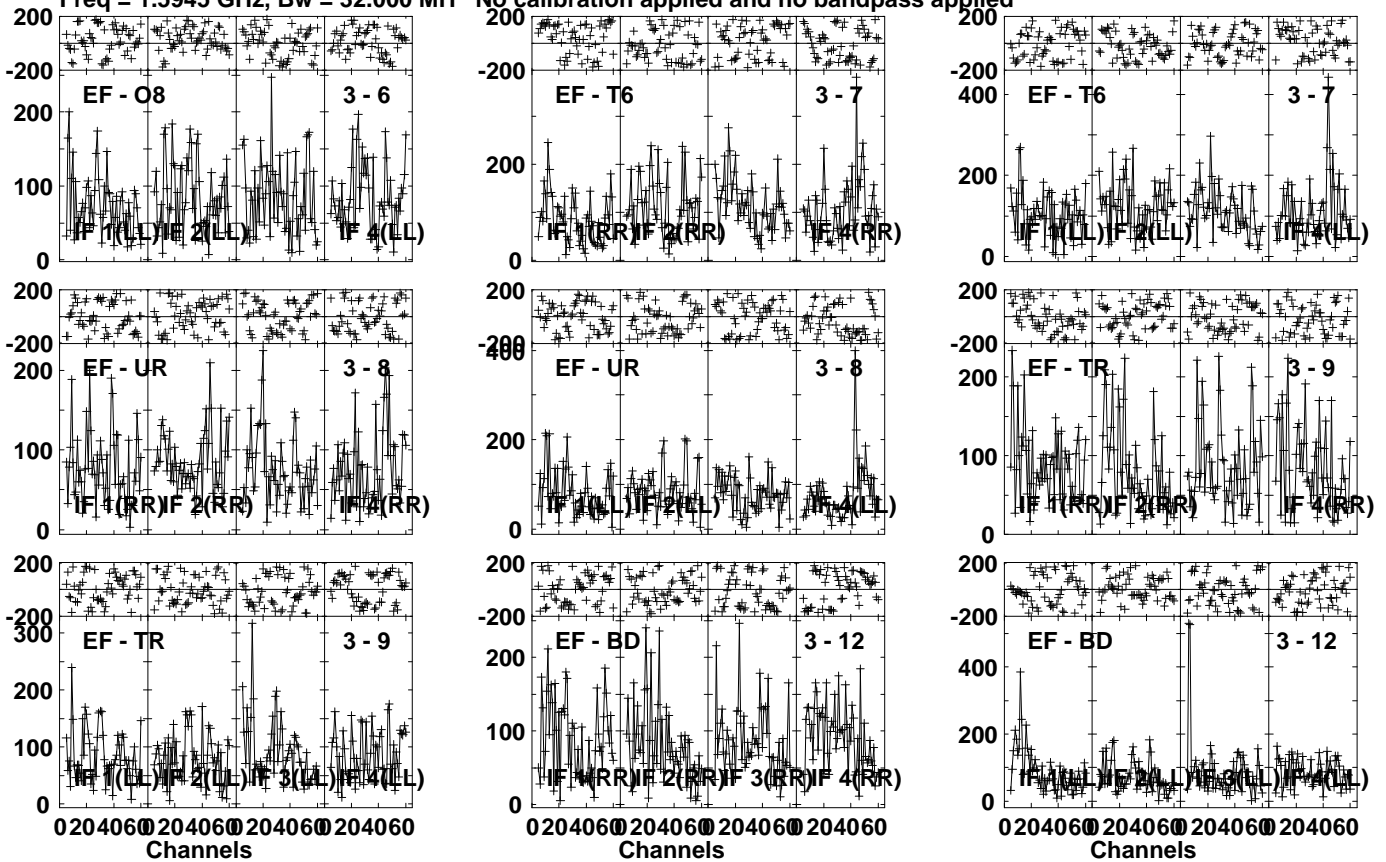 Freq = 1.5945 GHz, Bw = 32.000 MH No calibration applied and no bandpass applied
200 200 200
-200 -200 -200
EF - O8 3 - 6 EF - T6 3 - 7 EF - T6 3 - 7
200 400 400
100 200 200
IF 1(LL) IF 2(LL) IF 4(LL) IF 1(RR) IF 2(RR) IF 4(RR) IF 1(LL) IF 2(LL) IF 4(LL)
0 0 0
200 200 200
-200 -200 -200
400
EF - UR 3 - 8 EF - UR 3 - 8 EF - TR 3 - 9
200 200 200
100 100
IF 1(RR) IF 2(RR) IF 4(RR) IF 1(LL) IF 2(LL) IF 4(LL) IF 1(RR) IF 2(RR) IF 4(RR)
0 0 0
200 200 200
-200 -200 -200
300
EF - TR 3 - 9 EF - BD 3 - 12 EF - BD 3 - 12
200 200 400
100 100 200
IF 1(LL) IF 2(LL) IF 3(LL) IF 4(LL) IF 1(RR) IF 2(RR) IF 3(RR) IF 4(RR) IF 1(LL) IF 2(LL) IF 3(LL) IF 4(LL)
0 0 0
0 20 40 60 0 20 40 60 0 20 40 60 0 20 40 60 0 20 40 60 0 20 40 60 0 20 40 60 0 20 40 60 0 20 40 60 0 20 40 60 0 20 40 60 0 20 40 60
Channels Channels Channels